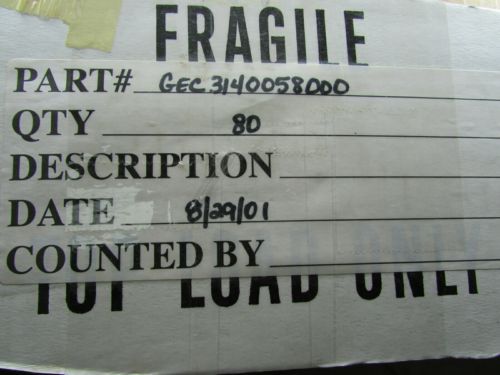 FRAGILE
PART# GEC3140058000
QTY 80
DESCRIPTION
DATE 8/29/01
COUNTED BY
TOP LOAD ONLY